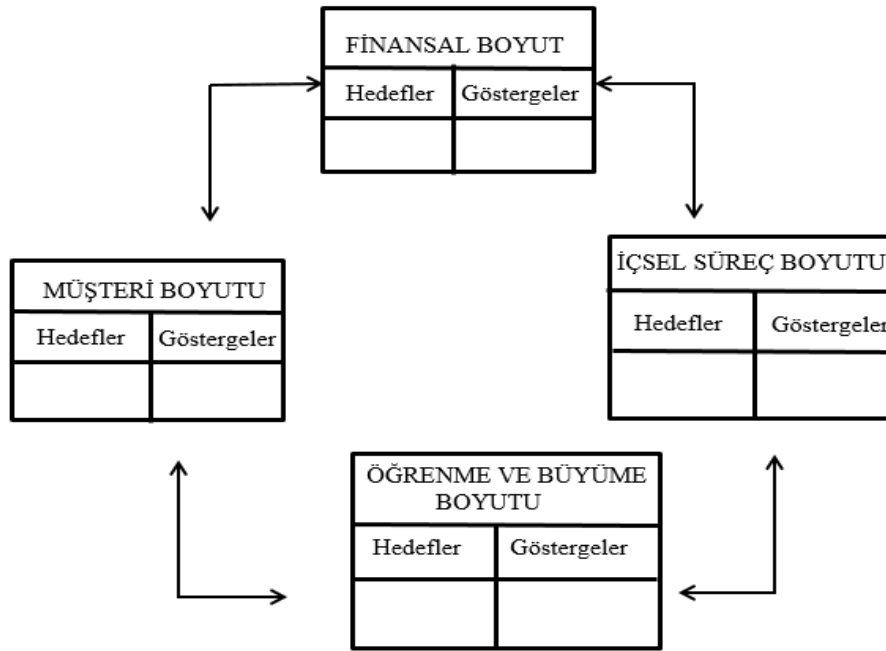 FİNANSAL BOYUT
Hedefler Göstergeler
MÜŞTERİ BOYUTU
Hedefler Göstergeler
İÇSEL SÜREÇ BOYUTU
Hedefler Göstergeler
ÖĞRENME VE BÜYÜME
BOYUTU
Hedefler Göstergeler